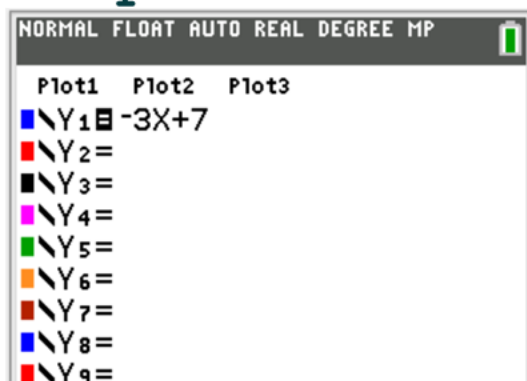 NORMAL FLOAT AUTO REAL DEGREE MP
Plot1 Plot2 Plot3
\Y1=-3X+7
\Y2=
\Y3=
\Y4=
\Y5=
\Y6=
\Y7=
\Y8=
\Y9=